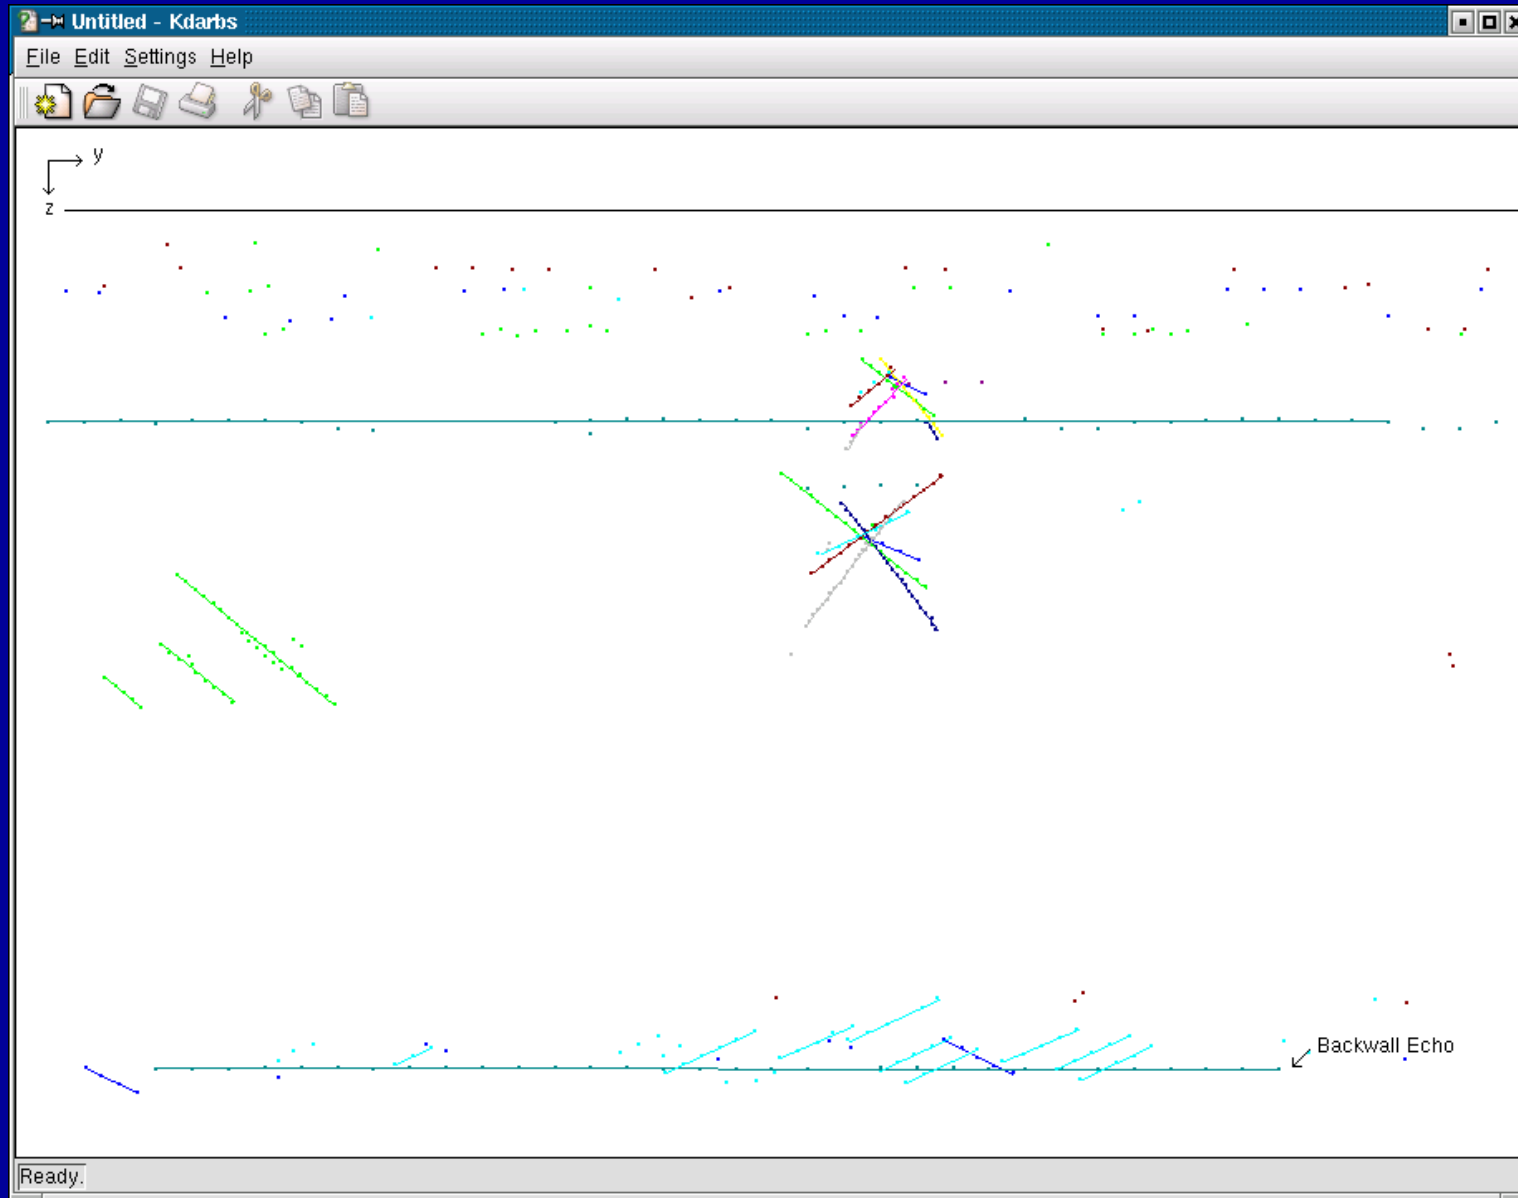 Untitled - Kdarbs
File Edit Settings Help
y
z
Backwall Echo
Ready.